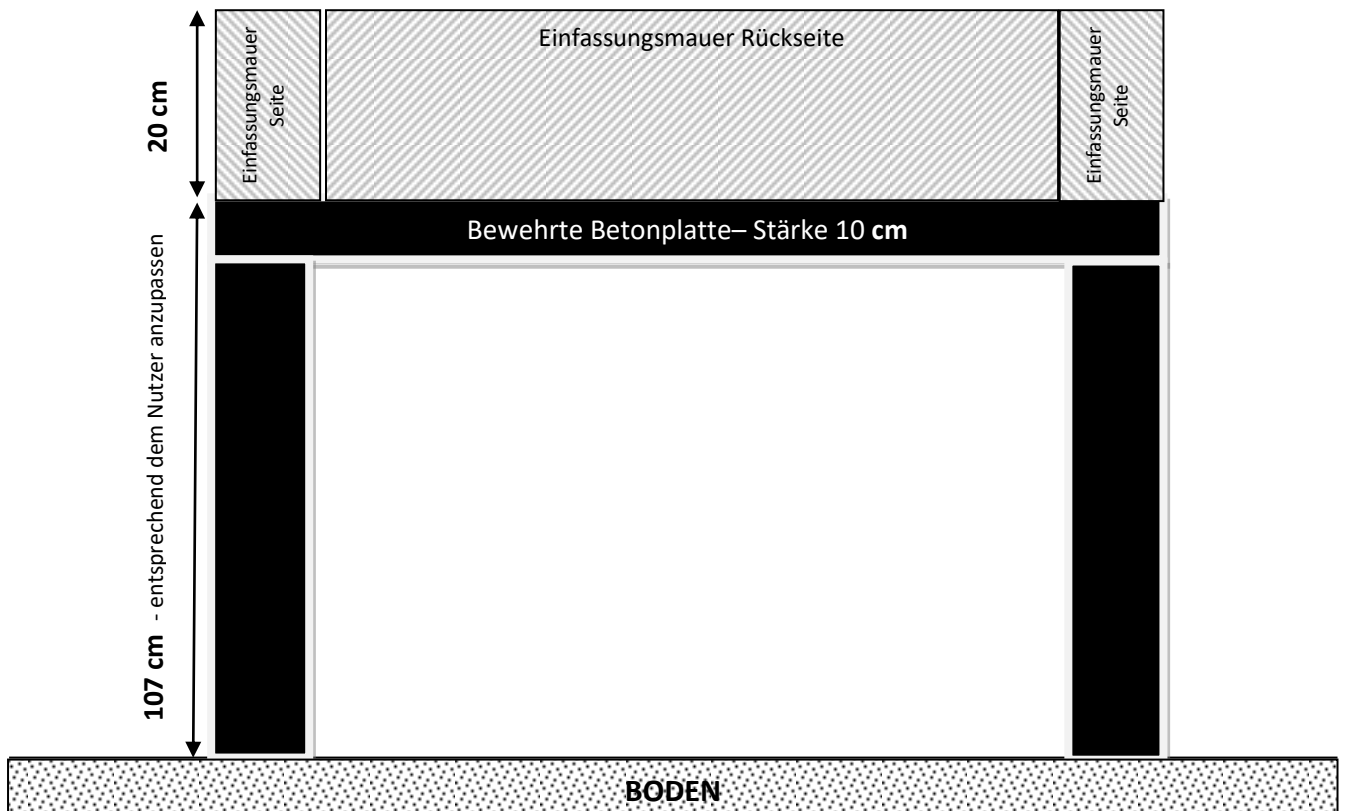 20 cm
Einfassungsmauer
Seite
Einfassungsmauer Rückseite
Einfassungsmauer
Seite
Bewehrte Betonplatte– Stärke 10 cm
107 cm - entsprechend dem Nutzer anzupassen
BODEN